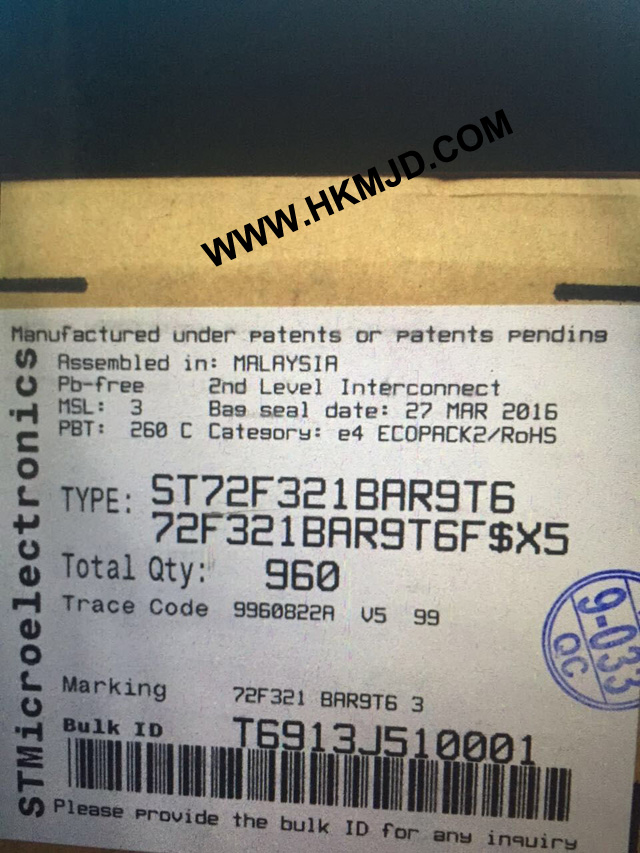 WWW.HKMJD.COM
Manufactured under patents or patents pending
STMicroelectronics
Assembled in: MALAYSIA
Pb-free 2nd Level Interconnect
MSL: 3 Bag seal date: 27 MAR 2016
PBT: 260 C Category: e4 ECOPACK2/RoHS
TYPE: ST72F321BAR9T6
72F321BAR9T6F$X5
Total Qty: 960
Trace Code 9960822A V5 99
9-033
QC
Marking 72F321 BAR9T6 3
Bulk ID T6913J510001
Please provide the bulk ID for any inquiry